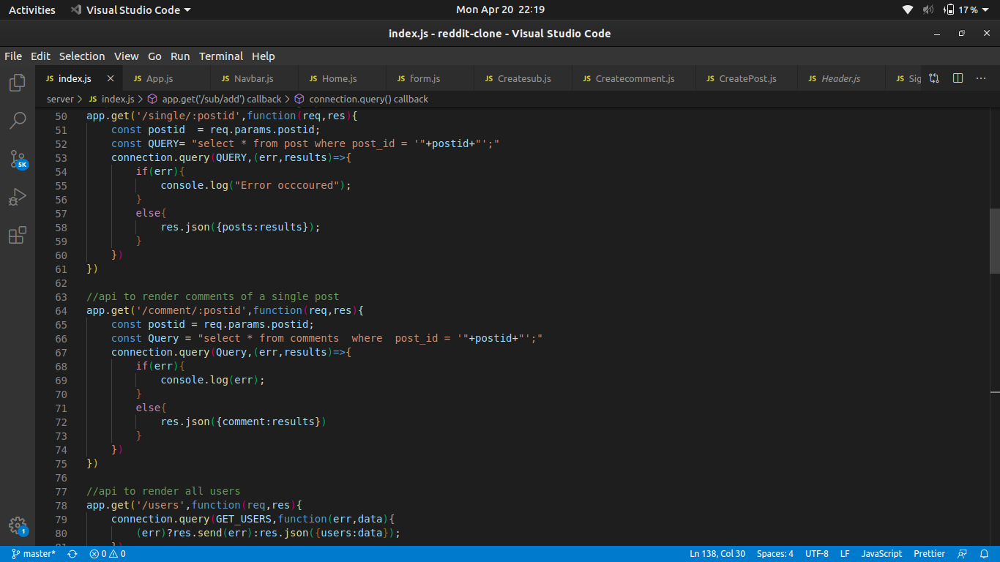 Activities Visual Studio Code Mon Apr 20 22:19 17%
index.js - reddit-clone - Visual Studio Code
File Edit Selection View Go Run Terminal Help
JS index.js JS App.js JS Navbar.js JS Home.js JS form.js JS Createsub.js JS Createcomment.js JS CreatePost.js JS Header.js JS Sig
server > JS index.js > app.get('/sub/add') callback > connection.query() callback
50 app.get('/single/:postid',function(req,res){
51 const postid  = req.params.postid;
52 const QUERY= "select * from post where post_id = '"+postid+"';"
53 connection.query(QUERY,(err,results)=>{
54 if(err){
55 console.log("Error occcoured");
56 }
57 else{
58 res.json({posts:results});
59 }
60 })
61 })
62
63 //api to render comments of a single post
64 app.get('/comment/:postid',function(req,res){
65 const postid = req.params.postid;
66 const Query = "select * from comments  where  post_id = '"+postid+"';"
67 connection.query(Query,(err,results)=>{
68 if(err){
69 console.log(err);
70 }
71 else{
72 res.json({comment:results})
73 }
74 })
75 })
76
77 //api to render all users
78 app.get('/users',function(req,res){
79 connection.query(GET_USERS,function(err,data){
80 (err)?res.send(err):res.json({users:data});
81 })
5K
1
master* 0 0 Ln 138, Col 30 Spaces: 4 UTF-8 LF JavaScript Prettier